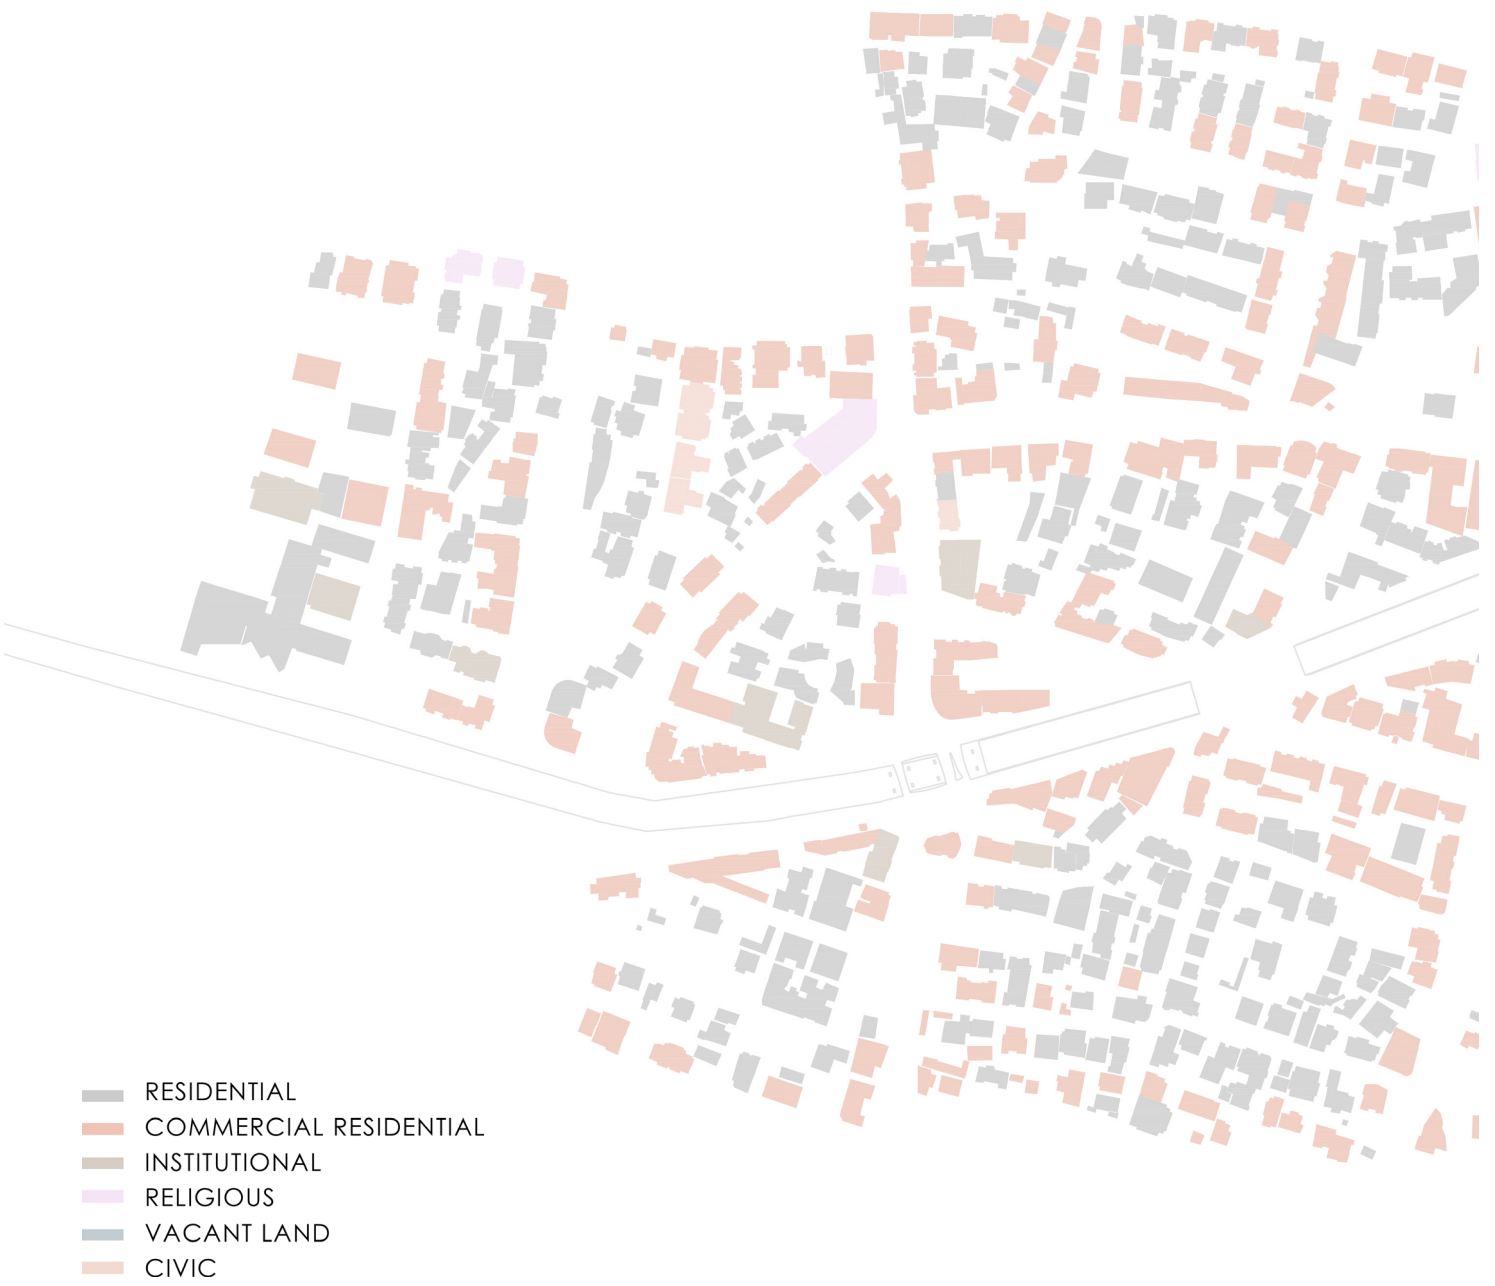 RESIDENTIAL
COMMERCIAL RESIDENTIAL
INSTITUTIONAL
RELIGIOUS
VACANT LAND
CIVIC